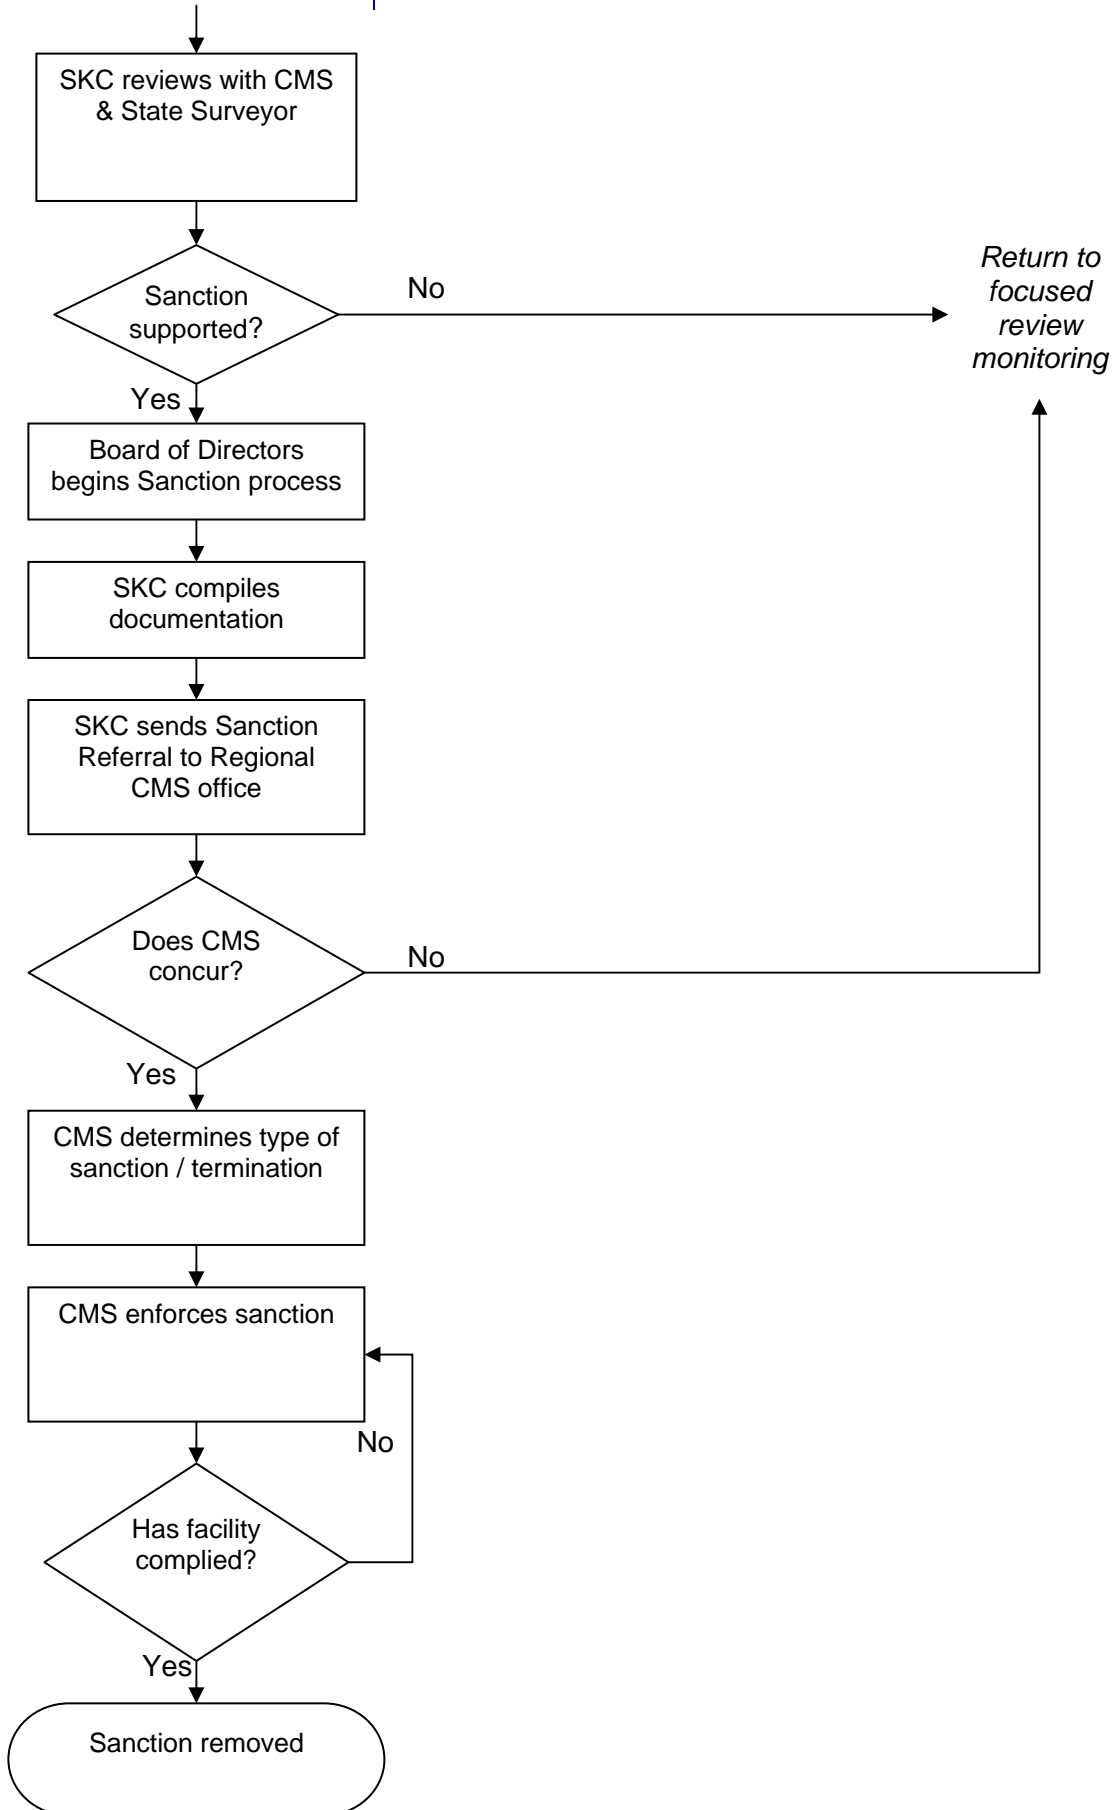 SKC reviews with CMS
& State Surveyor
Sanction
supported?
No
Return to
focused
review
monitoring
Yes
Board of Directors
begins Sanction process
SKC compiles
documentation
SKC sends Sanction
Referral to Regional
CMS office
Does CMS
concur?
No
Yes
CMS determines type of
sanction / termination
CMS enforces sanction
No
Has facility
complied?
Yes
Sanction removed